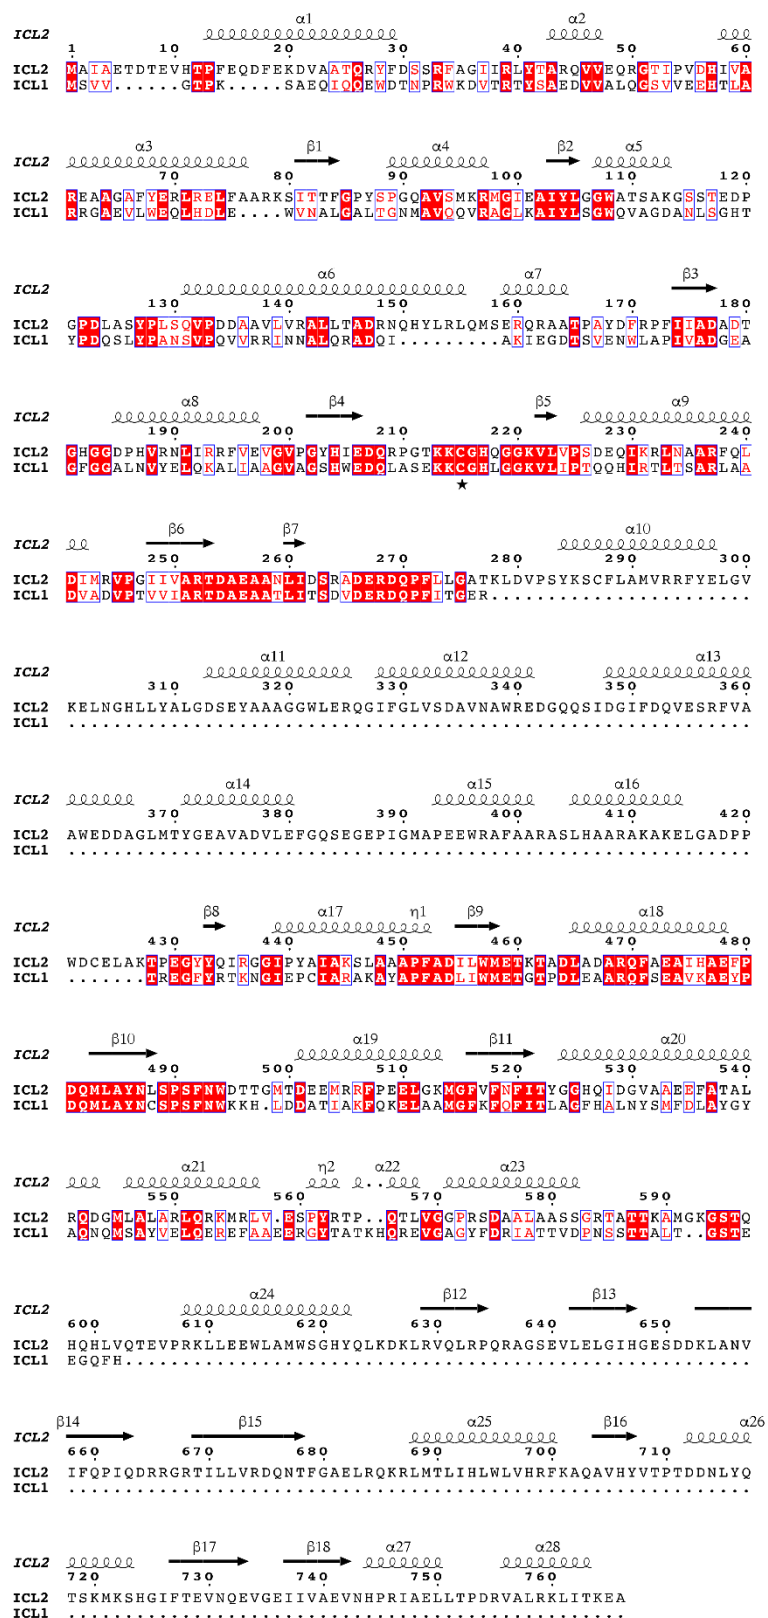 α1 α2
ICL2
1 10 20 30 40 50 60
ICL2 MAIAETDTEVHTPFEQDFEKDVAATQRYFDSSRFAGIIRLYTARQVVEQRGTIPVDHIVA
ICL1 MSVV......GTPK.....SAEQIQQEWDTNPRWKDVTRTYSAEDVVALQGSVVEEHTLA
α3 β1 α4 β2 α5
ICL2
70 80 90 100 110 120
ICL2 REAAGAFYERLRELFAARKSITTFGPYSPGQAVSMKRMGIEAIYLGGWATSAKGSSTEDP
ICL1 RRGAEVLWEQLHDLE....WVNALGALTGNMAVQQVRAGLKAIYLSGWQVAGDANLSGHT
α6 α7 β3
ICL2
130 140 150 160 170 180
ICL2 GPDLASYPLSQVPDDAAVLVRALLTADRNQHYLRLQMSERQRAATPAYDFRPFIIADADT
ICL1 YPDQSLYPANSVPQVVRRINNALQRADQI.........AKIEGDTSVENWLAPIVADGEA
α8 β4 β5 α9
ICL2
190 200 210 220 230 240
ICL2 GHGGDPHVRNLIRRFVEVGVPGYHIEDQRPGTKKCGHQGGKVLVPSDEQIKRLNAARFQL
ICL1 GFGGALNVYELQKALIAAGVAGSHWEDQLASEKKCGHLGGKVLIPTQQHIRTLTSARLAA
★
β6 β7 α10
ICL2
250 260 270 280 290 300
ICL2 DIMRVPGIIVARTDAEAANLIDSRADERDQPFLLGATKLDVPSYKSCFLAMVRRFYELGV
ICL1 DVADVPTVVIARTDAEAATLITSDVDERDQPFITGER.......................
α11 α12 α13
ICL2
310 320 330 340 350 360
ICL2 KELNGHLLYALGDSEYAAAGGWLERQGIFGLVSDAVNAWREDGQQSIDGIFDQVESRFVA
ICL1 ............................................................
α14 α15 α16
ICL2
370 380 390 400 410 420
ICL2 AWEDDAGLMTYGEAVADVLEFGQSEGEPIGMAPEEWRAFAARASLHAARAKAKELGADPP
ICL1 ............................................................
β8 α17 η1 β9 α18
ICL2
430 440 450 460 470 480
ICL2 WDCELAKTPEGYYQIRGGIPYAIAKSLAAAPFADILWMETKTADLADARQFAEAIHAEFP
ICL1 .......TREGFYRTKNGIEPCIARAKAYAPFADLIWMETGTPDLEAARQFSEAVKAEYP
β10 α19 β11 α20
ICL2
490 500 510 520 530 540
ICL2 DQMLAYNLSPSFNWDTTGMTDEEMRRFPEELGKMGFVFNFITYGGHQIDGVAAEEFATAL
ICL1 DQMLAYNCSPSFNWKKH.LDDATIAKFQKELAAMGFKFQFITLAGFHALNYSMFDLAYGY
α21 η2 α22 α23
ICL2
550 560 570 580 590
ICL2 RQDGMLALARLQRKMRLV.ESPYRTP..QTLVGGPRSDAALAASSGRTATTKAMGKGSTQ
ICL1 AQNQMSAYVELQEREFAAEERGYTATKHQREVGAGYFDRIATTVDPNSSTTALT..GSTE
α24 β12 β13
ICL2
600 610 620 630 640 650
ICL2 HQHLVQTEVPRKLLEEWLAMWSGHYQLKDKLRVQLRPQRAGSEVLELGIHGESDDKLANV
ICL1 EGQFH.......................................................
β14 β15 α25 β16 α26
ICL2
660 670 680 690 700 710
ICL2 IFQPIQDRRGRTILLVRDQNTFGAELRQKRLMTLIHLWLVHRFKAQAVHYVTPTDDNLYQ
ICL1 ............................................................
β17 β18 α27 α28
ICL2
720 730 740 750 760
ICL2 TSKMKSHGIFTEVNQEVGEIIVAEVNHPRIAELLTPDRVALRKLITKEA
ICL1 .................................................